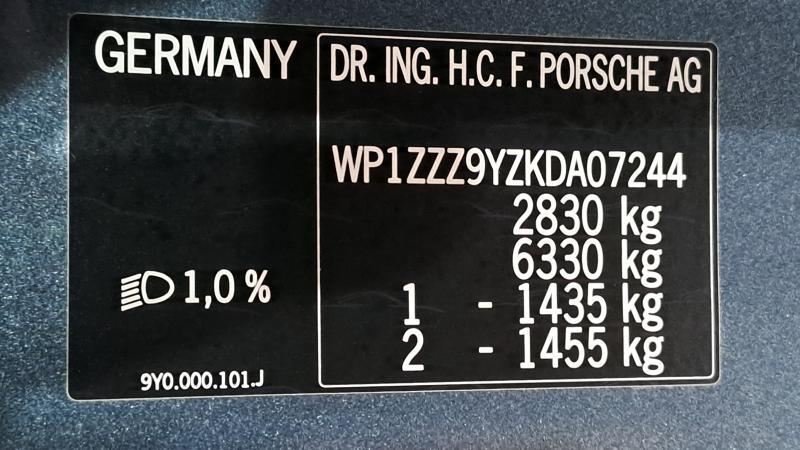 GERMANY
DR. ING. H.C. F. PORSCHE AG
WP1ZZZ9YZKDA07244
2830 kg
6330 kg
1 - 1435 kg
2 - 1455 kg
1,0 %
9Y0.000.101.J